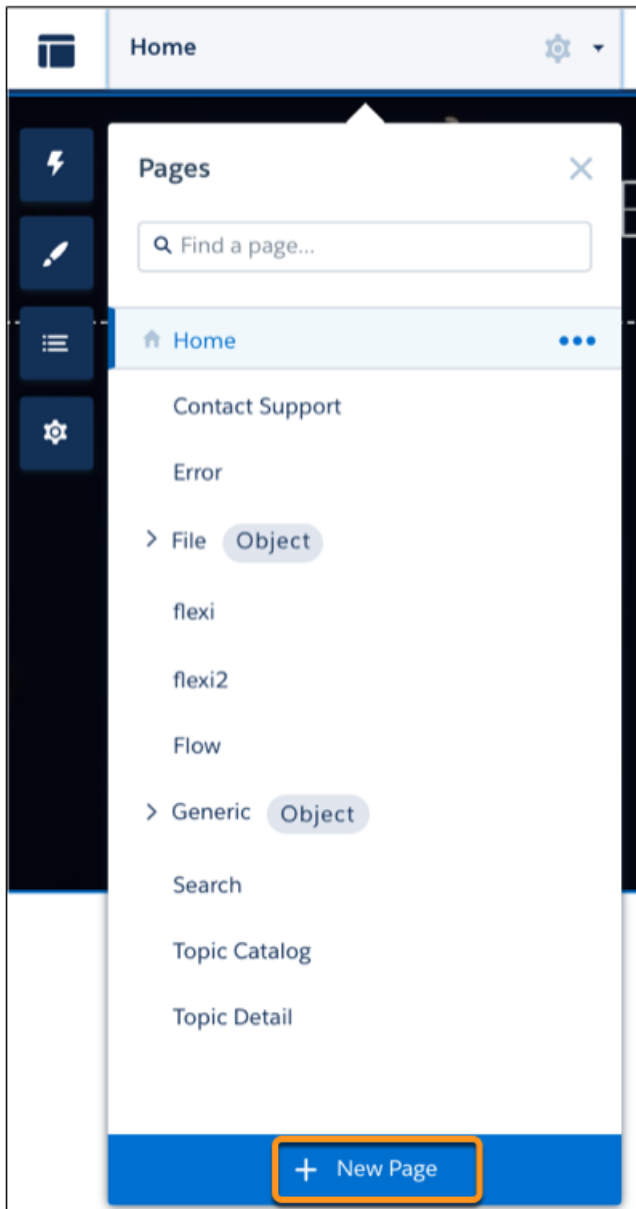 Home
Pages
Find a page...
Home
Contact Support
Error
File Object
flexi
flexi2
Flow
Generic Object
Search
Topic Catalog
Topic Detail
+ New Page